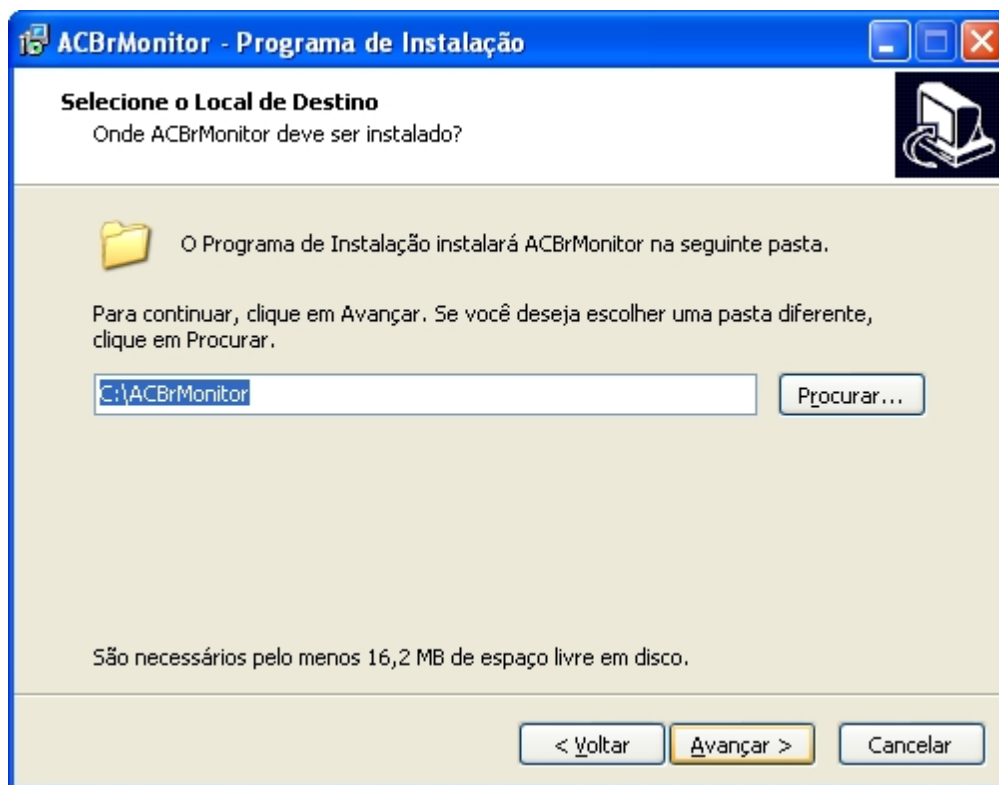 ACBrMonitor - Programa de Instalação
Selecione o Local de Destino
Onde ACBrMonitor deve ser instalado?
O Programa de Instalação instalará ACBrMonitor na seguinte pasta.
Para continuar, clique em Avançar. Se você deseja escolher uma pasta diferente,
clique em Procurar.
C:\ACBrMonitor
Procurar...
São necessários pelo menos 16,2 MB de espaço livre em disco.
< Voltar
Avançar >
Cancelar